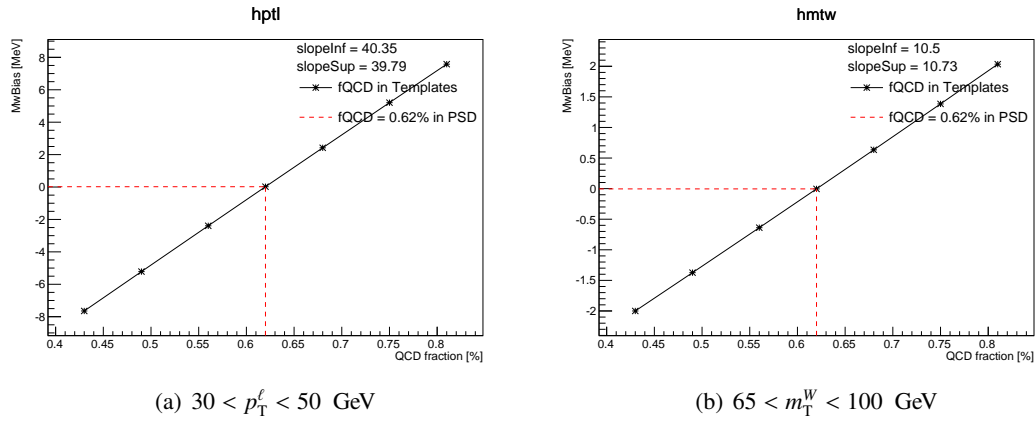 hptl
MwBias [MeV]
slopeInf = 40.35
slopeSup = 39.79
fQCD in Templates
fQCD = 0.62% in PSD
8
6
4
2
0
-2
-4
-6
-8
0.4 0.45 0.5 0.55 0.6 0.65 0.7 0.75 0.8
QCD fraction [%]
(a) 30 < p_T^ℓ < 50 GeV
hmtw
MwBias [MeV]
slopeInf = 10.5
slopeSup = 10.73
fQCD in Templates
fQCD = 0.62% in PSD
2
1.5
1
0.5
0
-0.5
-1
-1.5
-2
0.4 0.45 0.5 0.55 0.6 0.65 0.7 0.75 0.8
QCD fraction [%]
(b) 65 < m_T^W < 100 GeV